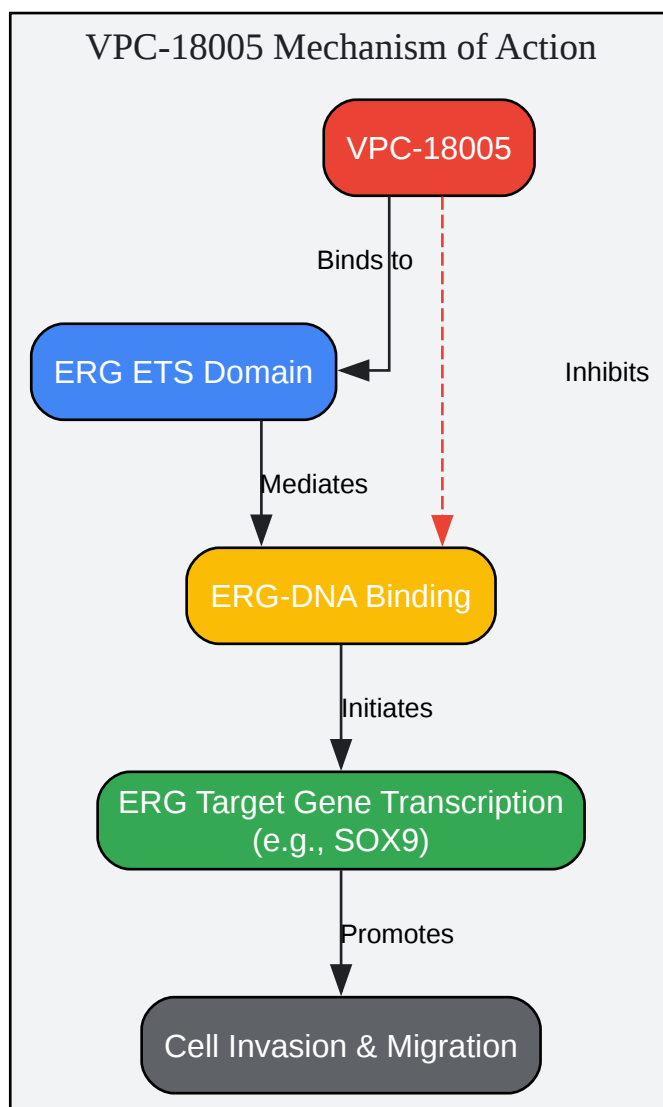 VPC-18005 Mechanism of Action
VPC-18005
Binds to
ERG ETS Domain
Inhibits
Mediates
ERG-DNA Binding
Initiates
ERG Target Gene Transcription
(e.g., SOX9)
Promotes
Cell Invasion & Migration